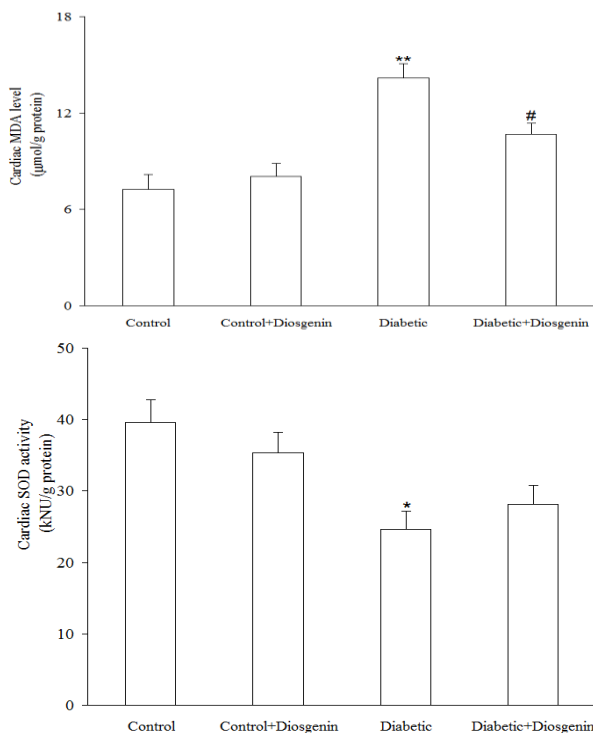 Cardiac MDA level
(µmol/g protein)
18
12
6
0
**
#
Control
Control+Diosgenin
Diabetic
Diabetic+Diosgenin
Cardiac SOD activity
(kNU/g protein)
50
40
30
20
10
0
*
Control
Control+Diosgenin
Diabetic
Diabetic+Diosgenin